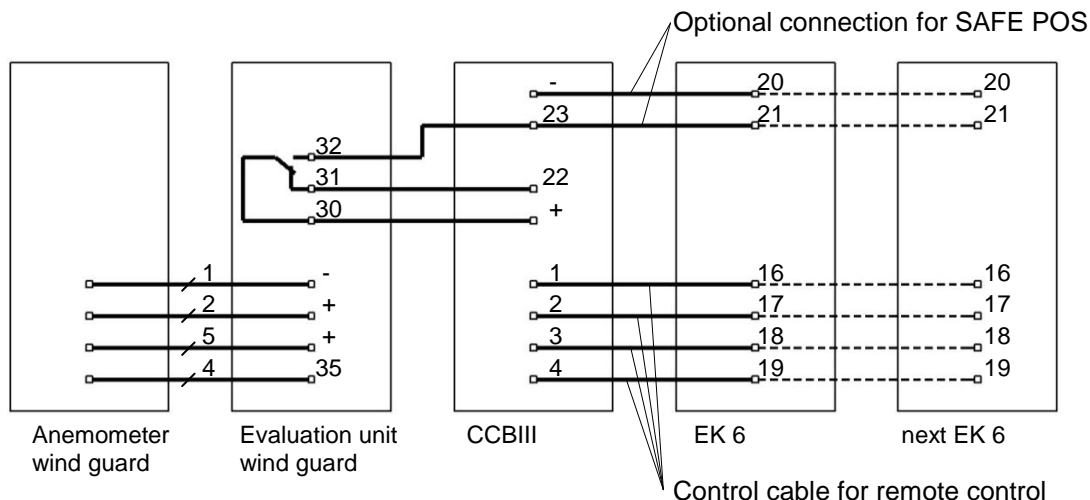 Optional connection for SAFE POS
- 20 20
23 21 21
32
31 22
30 +
1 - 1 16 16
2 + 2 17 17
5 + 3 18 18
4 35 4 19 19
Anemometer
wind guard
Evaluation unit
wind guard
CCBIII
EK 6
next EK 6
Control cable for remote control